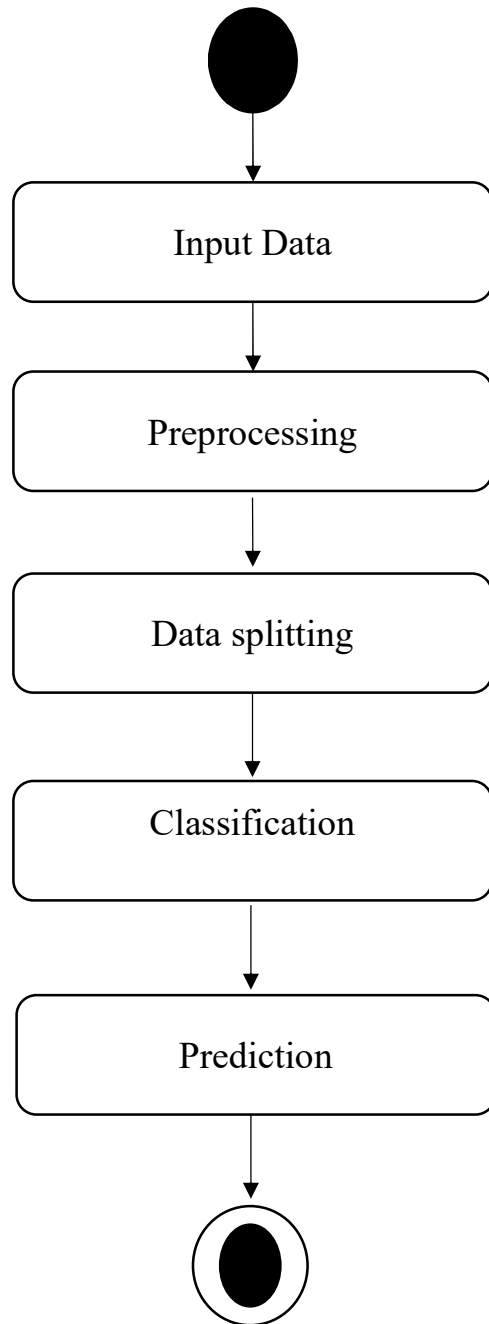 Input Data
Preprocessing
Data splitting
Classification
Prediction